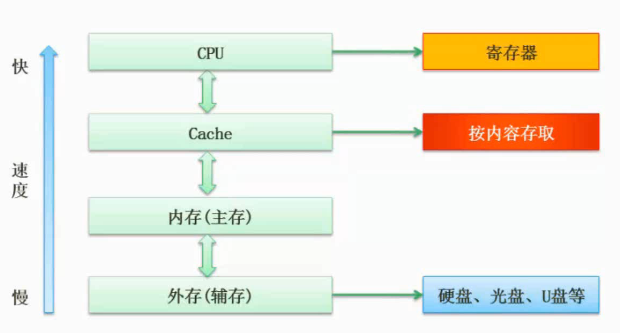 CPU
寄存器
快
Cache
按内容存取
速度
内存(主存)
慢
外存(辅存)
硬盘、光盘、U盘等